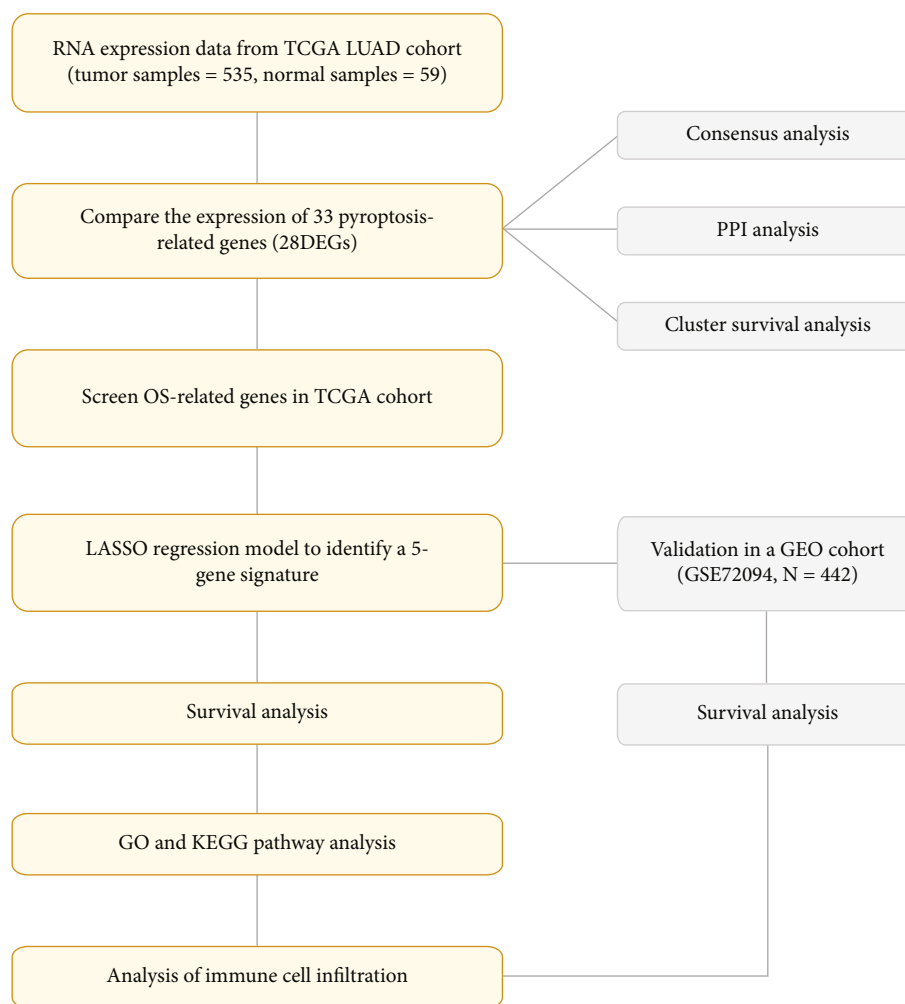 RNA expression data from TCGA LUAD cohort
(tumor samples = 535, normal samples = 59)
Consensus analysis
Compare the expression of 33 pyroptosis-
related genes (28DEGs)
PPI analysis
Cluster survival analysis
Screen OS-related genes in TCGA cohort
LASSO regression model to identify a 5-
gene signature
Validation in a GEO cohort
(GSE72094, N = 442)
Survival analysis
Survival analysis
GO and KEGG pathway analysis
Analysis of immune cell infiltration